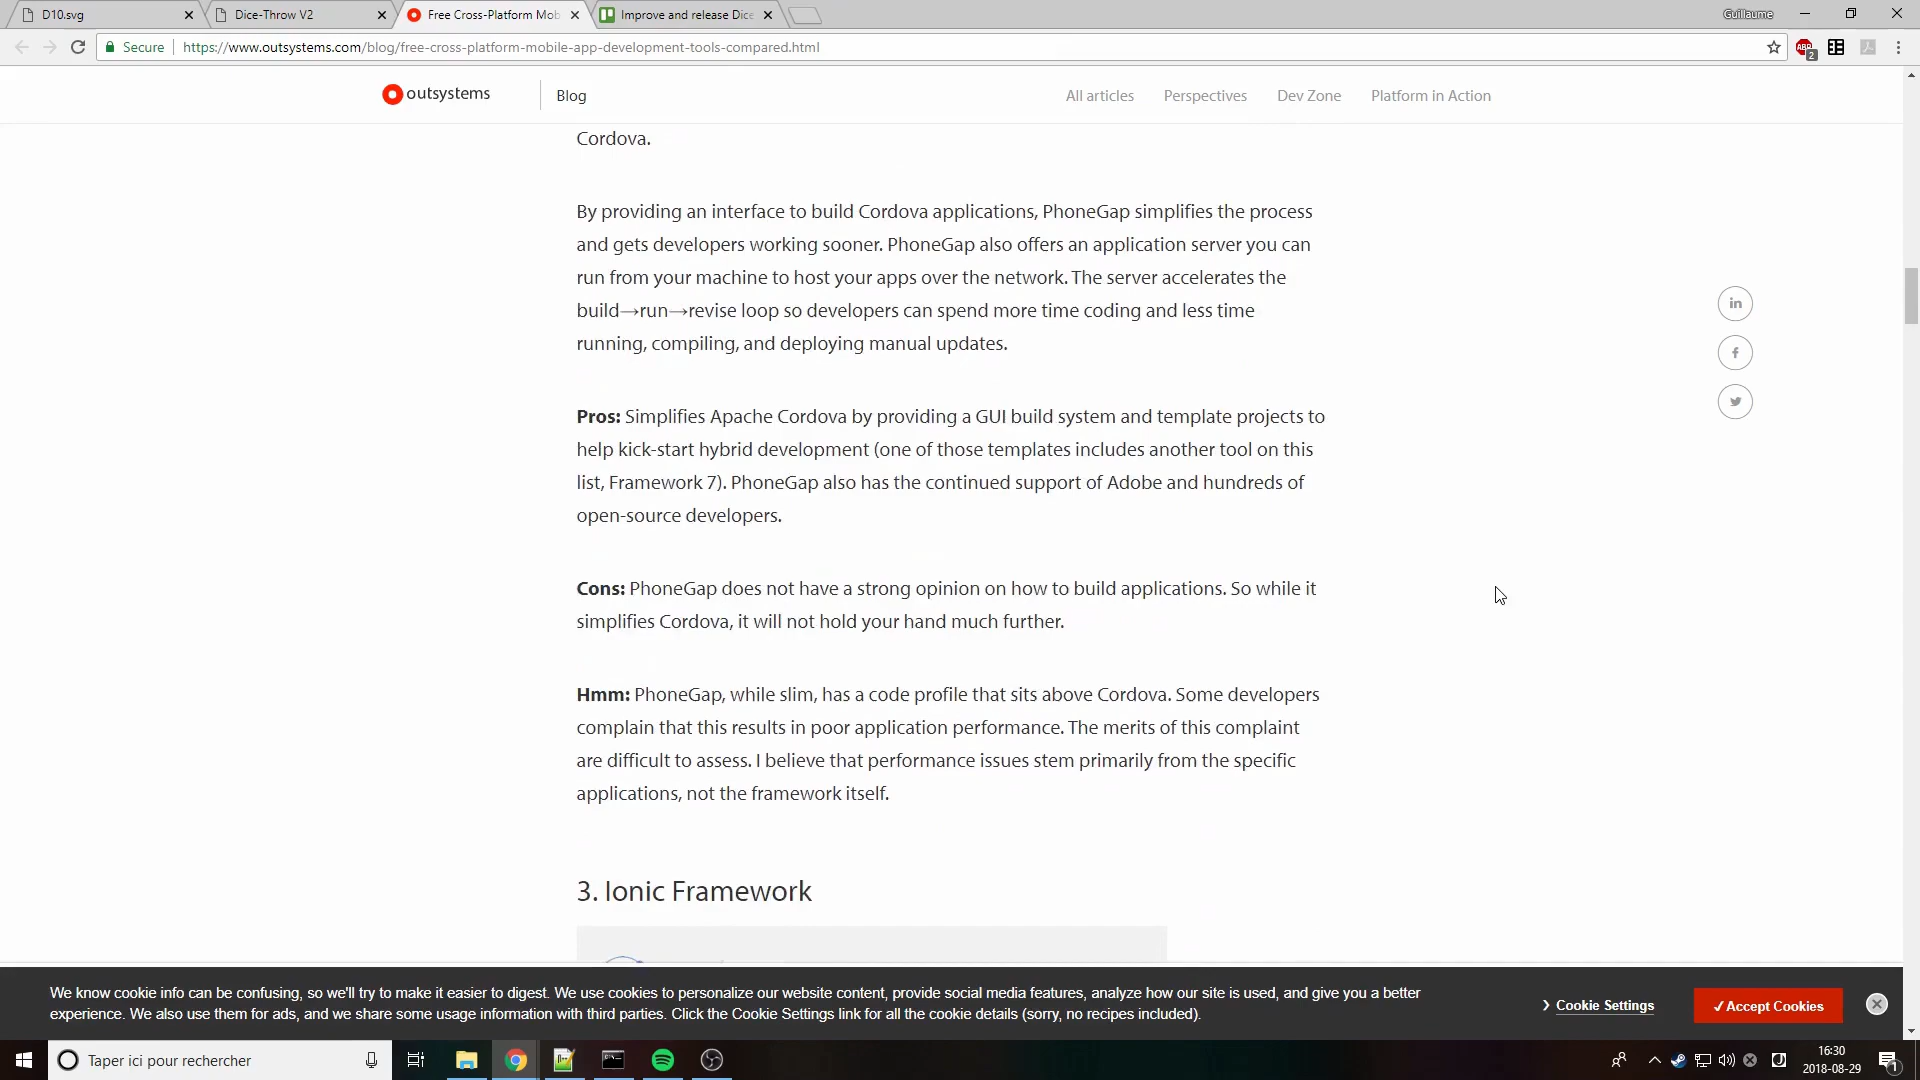 D10.svg
Dice-Throw V2
Free Cross-Platform Mob
Improve and release Dice
Guillaume
Secure
https://www.outsystems.com/blog/free-cross-platform-mobile-app-development-tools-compared.html
ABP
2
outsystems
Blog
All articles
Perspectives
Dev Zone
Platform in Action
Cordova.
By providing an interface to build Cordova applications, PhoneGap simplifies the process
and gets developers working sooner. PhoneGap also offers an application server you can
run from your machine to host your apps over the network. The server accelerates the
build→run→revise loop so developers can spend more time coding and less time
running, compiling, and deploying manual updates.
in
f
Pros: Simplifies Apache Cordova by providing a GUI build system and template projects to
help kick-start hybrid development (one of those templates includes another tool on this
list, Framework 7). PhoneGap also has the continued support of Adobe and hundreds of
open-source developers.
Cons: PhoneGap does not have a strong opinion on how to build applications. So while it
simplifies Cordova, it will not hold your hand much further.
Hmm: PhoneGap, while slim, has a code profile that sits above Cordova. Some developers
complain that this results in poor application performance. The merits of this complaint
are difficult to assess. I believe that performance issues stem primarily from the specific
applications, not the framework itself.
3. Ionic Framework
We know cookie info can be confusing, so we'll try to make it easier to digest. We use cookies to personalize our website content, provide social media features, analyze how our site is used, and give you a better
experience. We also use them for ads, and we share some usage information with third parties. Click the Cookie Settings link for all the cookie details (sorry, no recipes included).
Cookie Settings
✓Accept Cookies
Taper ici pour rechercher
16:30
2018-08-29
1